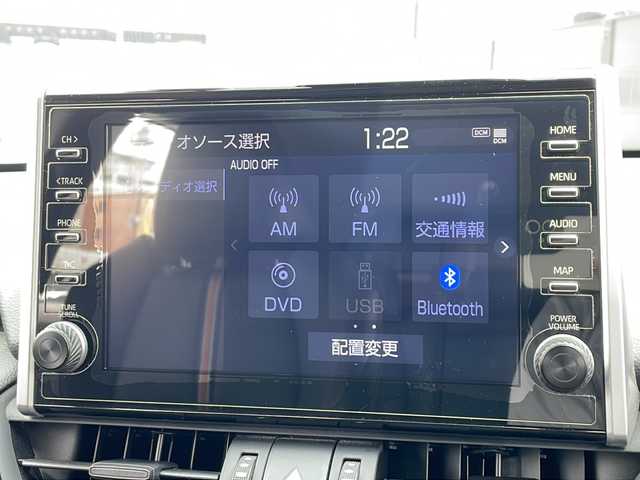 CH >
オソース選択
1:22
DCM
DCM
HOME
AUDIO OFF
< TRACK
ディオ選択
MENU
AM
FM
交通情報
PHONE
AUDIO
DVD
USB
Bluetooth
MAP
TUNE
SCROLL
POWER
VOLUME
配置変更